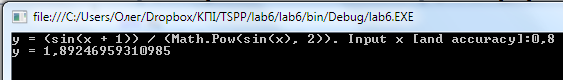 file:///C:/Users/Олег/Dropbox/КПІ/TSPP/lab6/lab6/bin/Debug/lab6.EXE
y = (sin(x + 1)) / (Math.Pow(sin(x), 2)). Input x [and accuracy]:0,8
y = 1,89246959310985